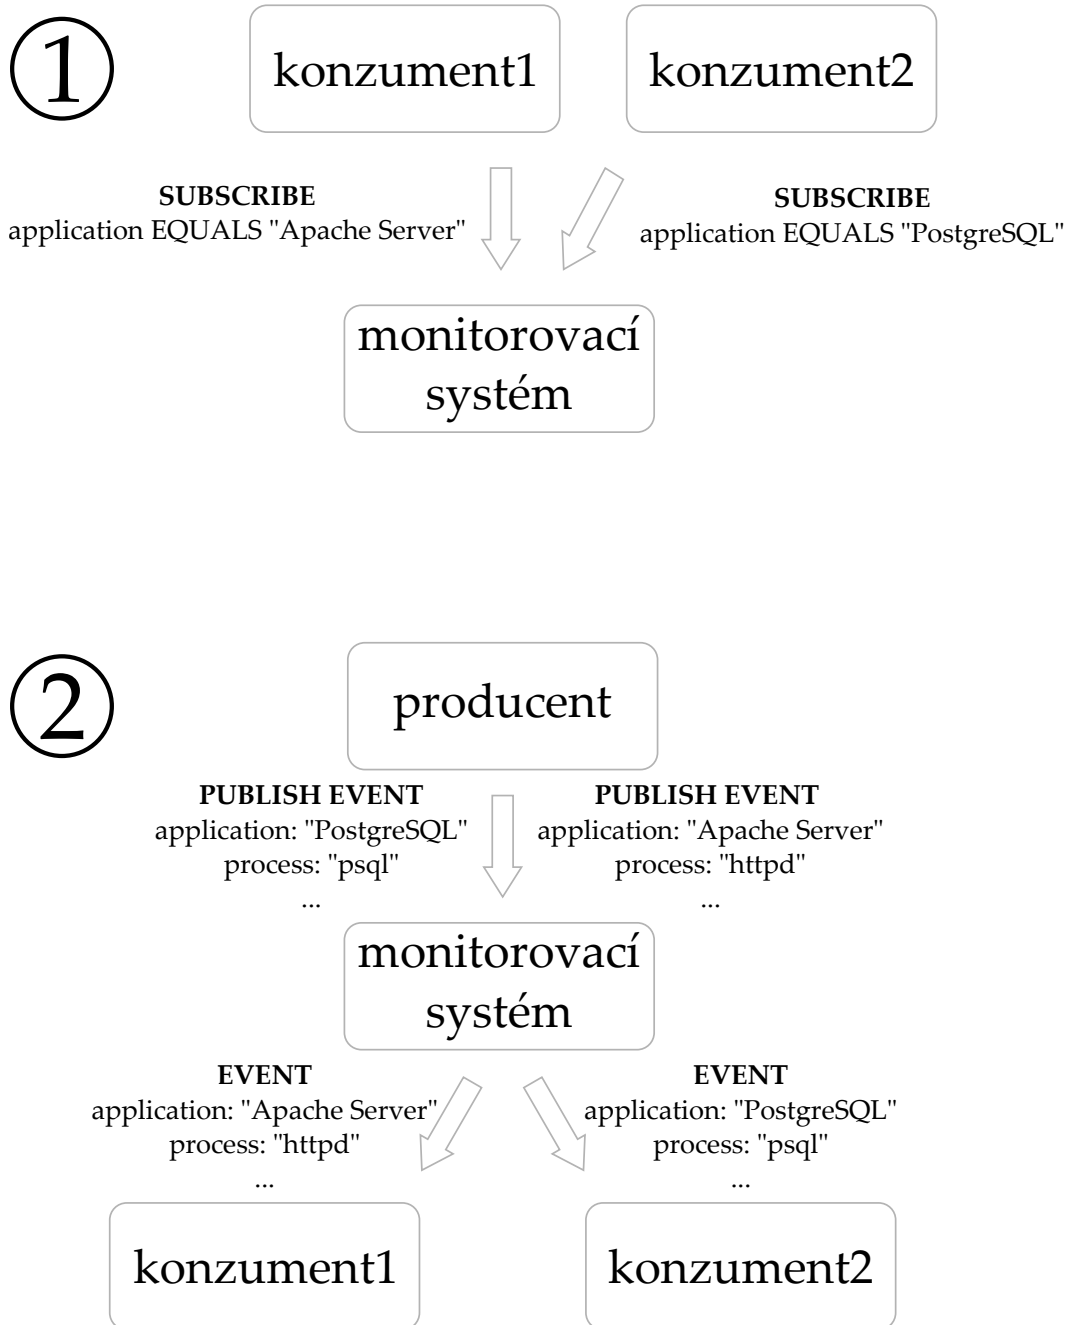 1
konzument1
konzument2
SUBSCRIBE
application EQUALS "Apache Server"
SUBSCRIBE
application EQUALS "PostgreSQL"
monitorovací
systém
2
producent
PUBLISH EVENT
application: "PostgreSQL"
process: "psql"
...
PUBLISH EVENT
application: "Apache Server"
process: "httpd"
...
monitorovací
systém
EVENT
application: "Apache Server"
process: "httpd"
...
EVENT
application: "PostgreSQL"
process: "psql"
...
konzument1
konzument2